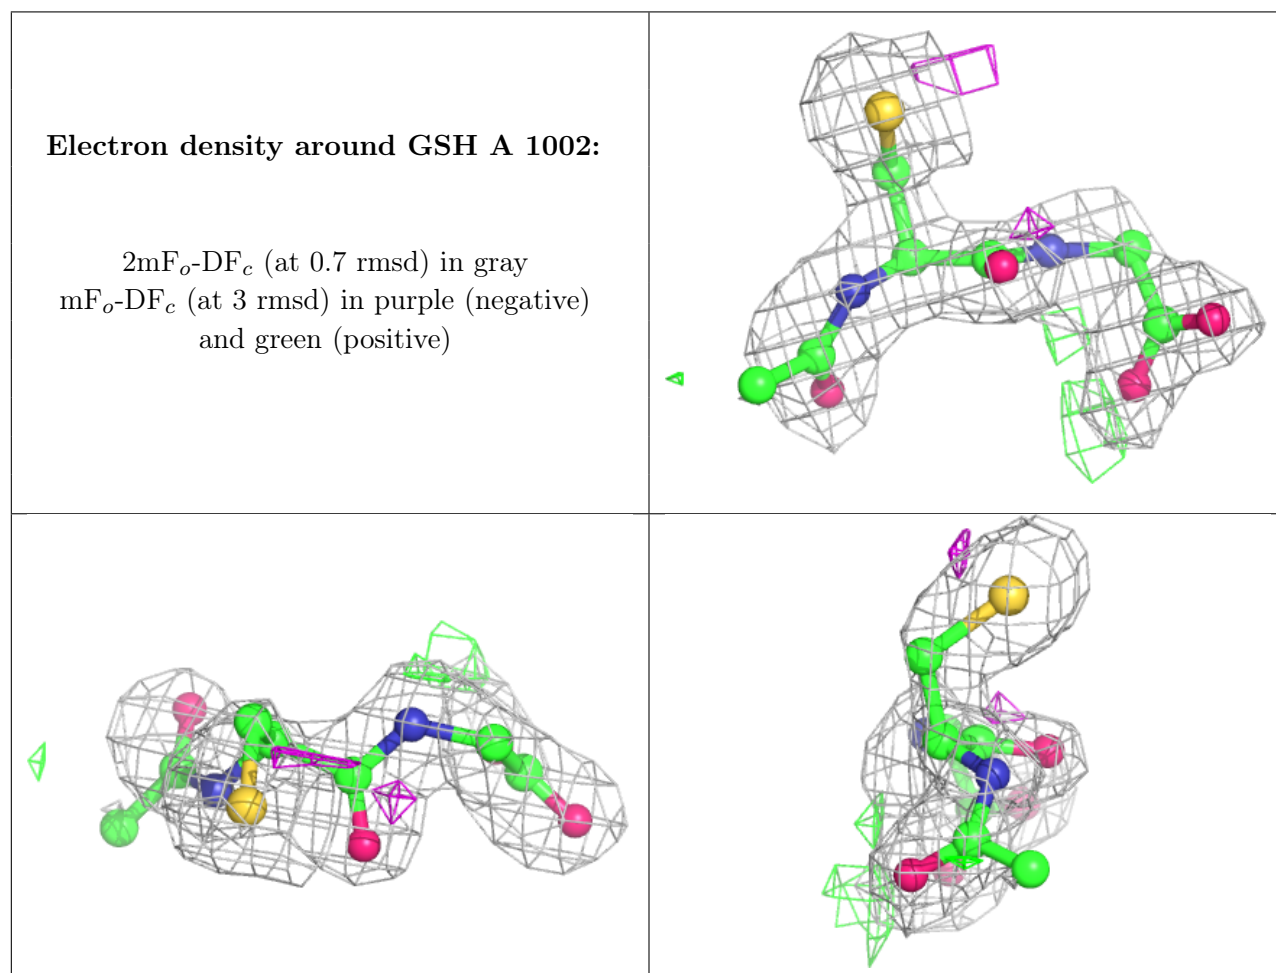 Electron density around GSH A 1002:
2mFo-DFc (at 0.7 rmsd) in gray
mFo-DFc (at 3 rmsd) in purple (negative)
and green (positive)